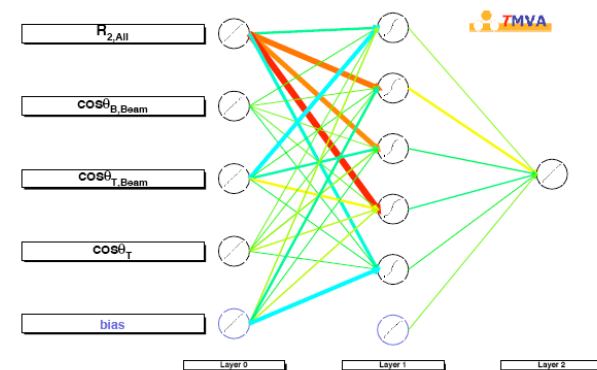 TMVA
R2,All
cosθB,Beam
cosθT,Beam
cosθT
bias
Layer 0 Layer 1 Layer 2